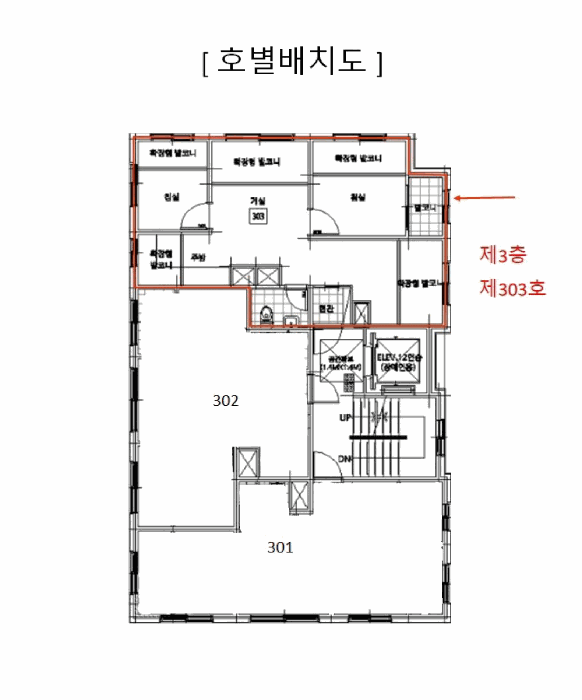 [ 호별배치도 ]
확장형 발코니
확장형 발코니
확장형 발코니
침실
거실
침실
발코니
303
제3층
제303호
확장형
발코니
주방
확장형 발코니
현관
ELEV.12인승
(장애인용)
302
UP
DN
301